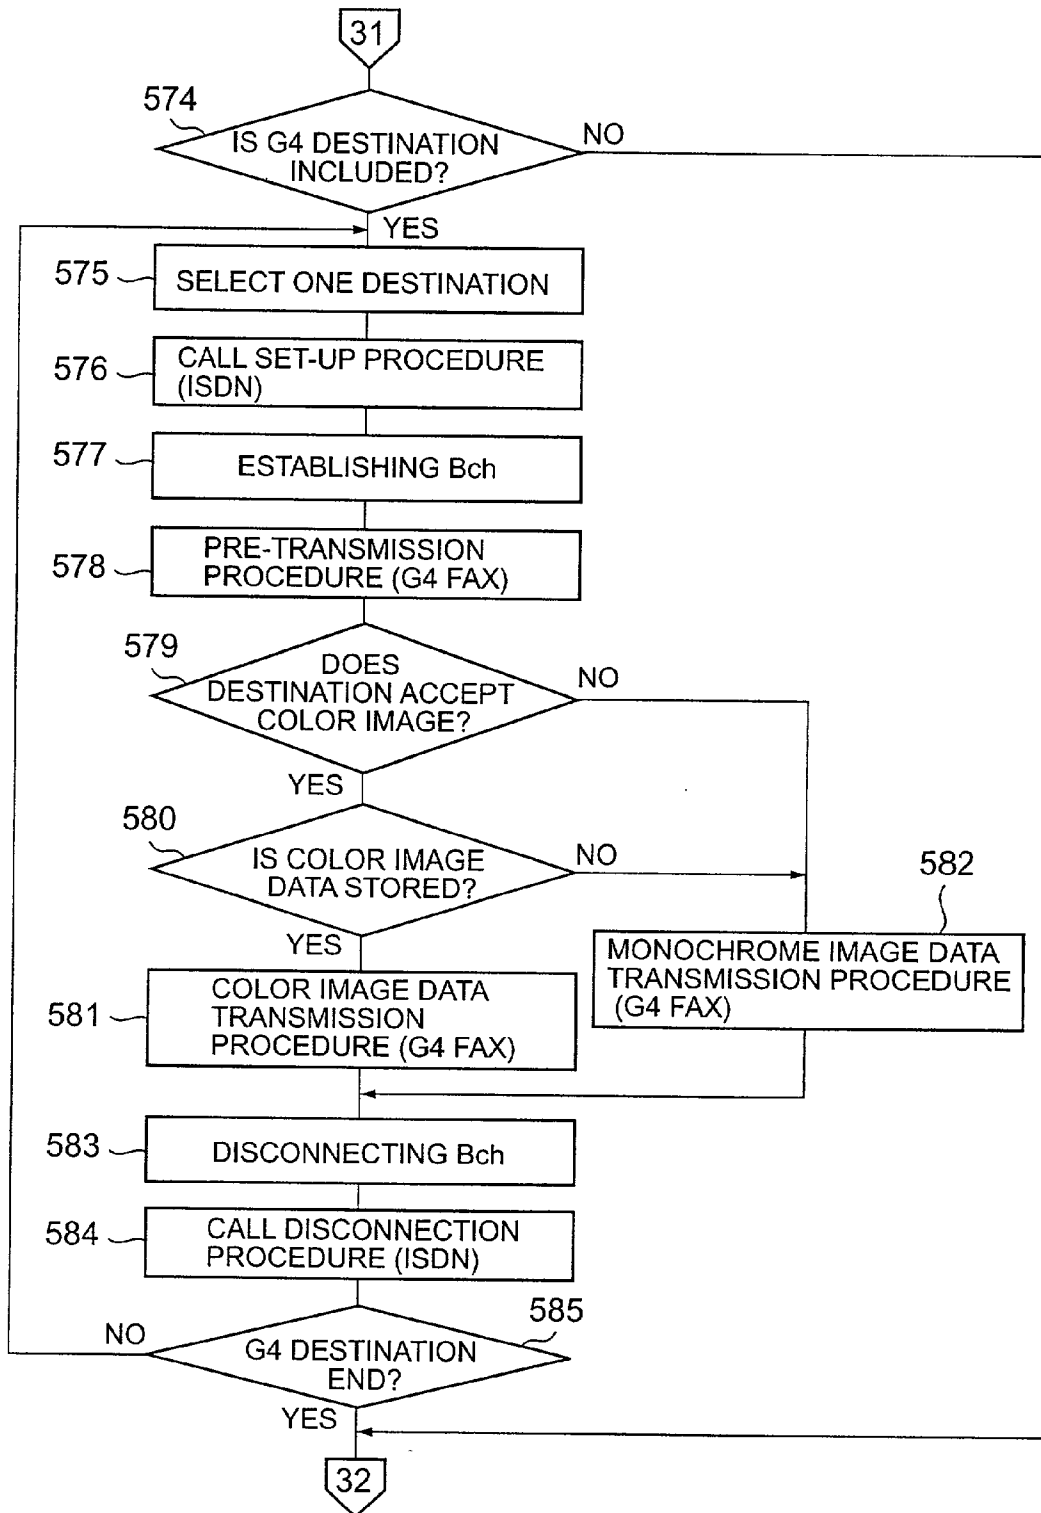 31
574
IS G4 DESTINATION
INCLUDED?
NO
YES
575
SELECT ONE DESTINATION
576
CALL SET-UP PROCEDURE
(ISDN)
577
ESTABLISHING Bch
578
PRE-TRANSMISSION
PROCEDURE (G4 FAX)
579
DOES
DESTINATION ACCEPT
COLOR IMAGE?
NO
YES
580
IS COLOR IMAGE
DATA STORED?
NO
YES
582
MONOCHROME IMAGE DATA
TRANSMISSION PROCEDURE
(G4 FAX)
581
COLOR IMAGE DATA
TRANSMISSION
PROCEDURE (G4 FAX)
583
DISCONNECTING Bch
584
CALL DISCONNECTION
PROCEDURE (ISDN)
585
G4 DESTINATION
END?
NO
YES
32